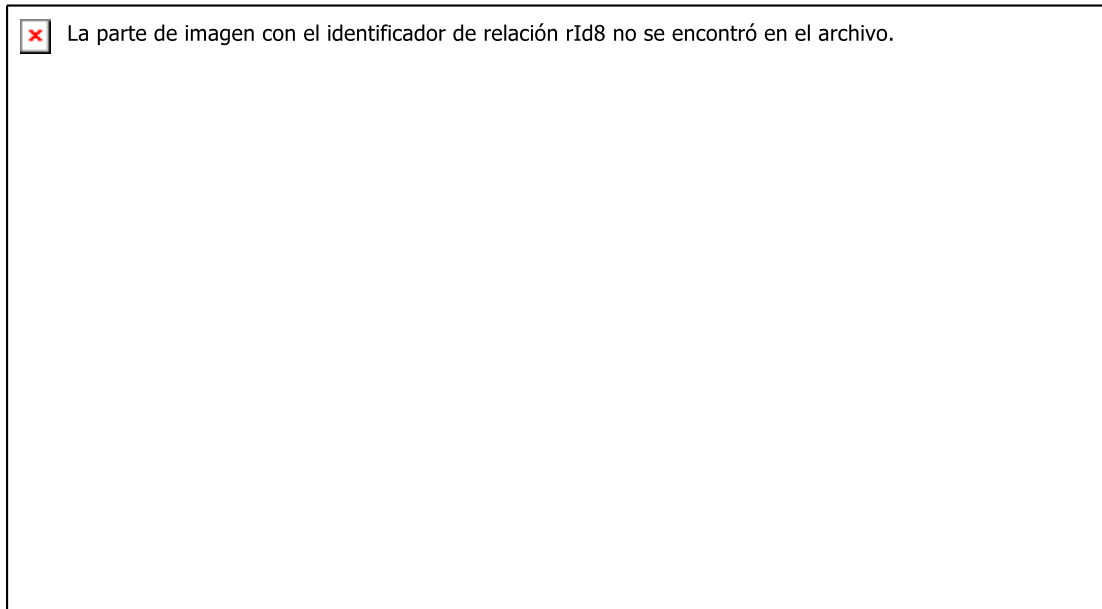 La parte de imagen con el identificador de relación rId8 no se encontró en el archivo.